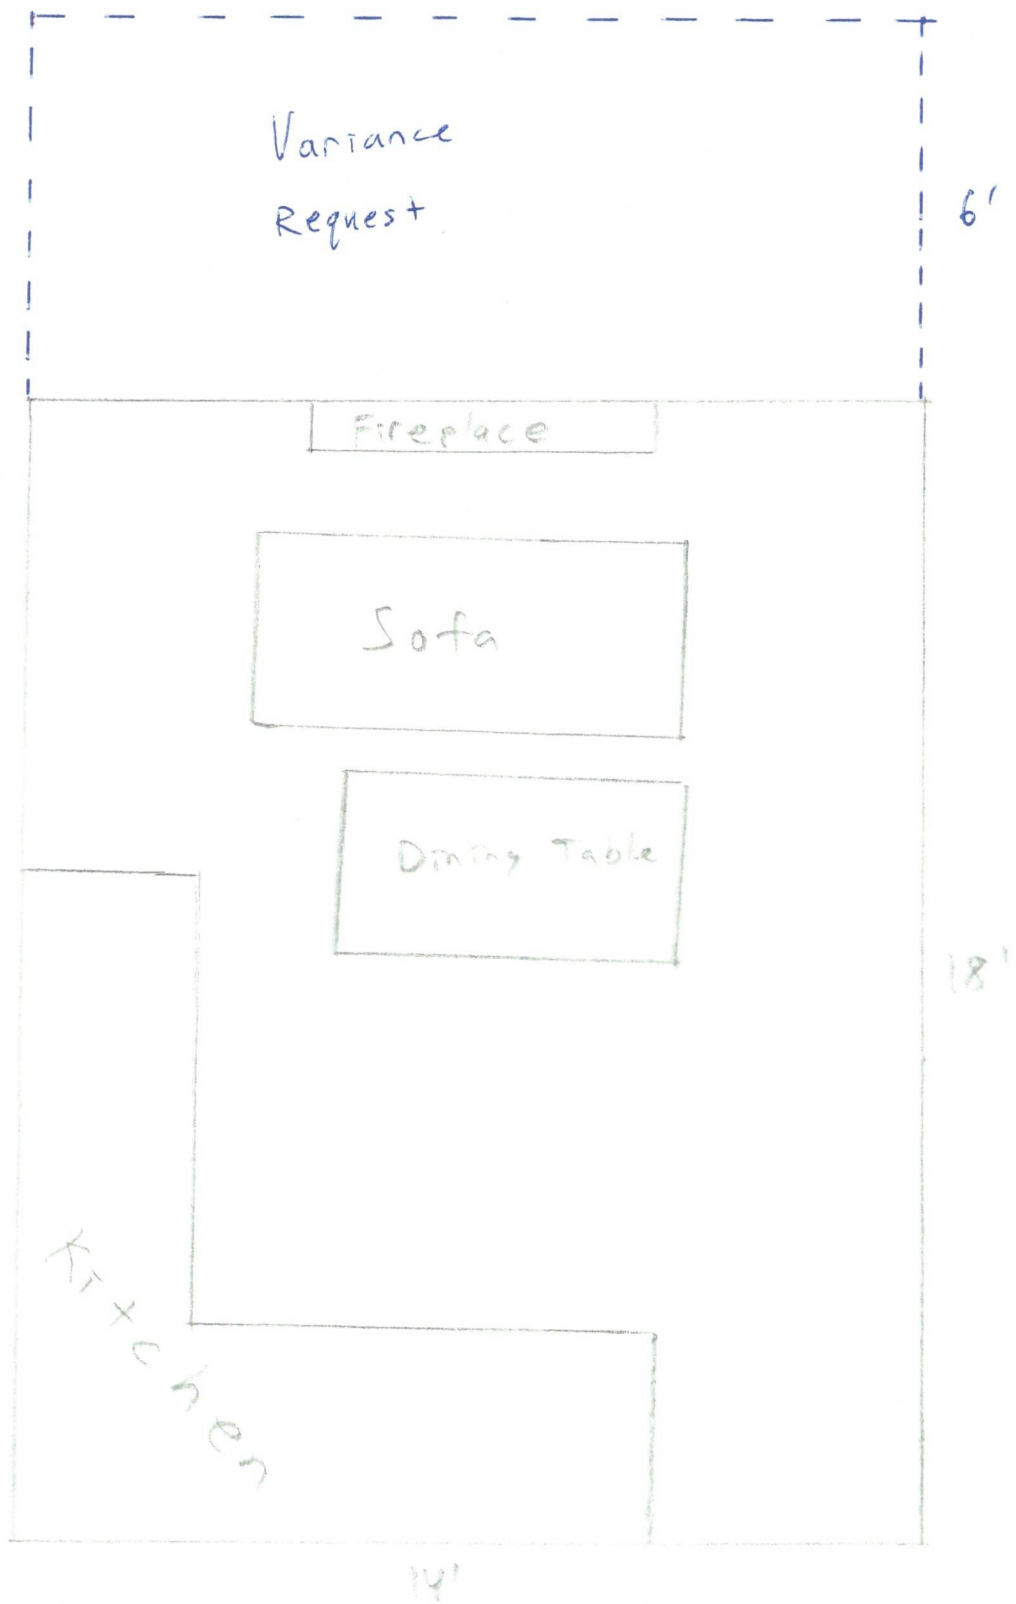 Variance
Request
6'
Fireplace
Sofa
Dining Table
18'
Kitchen
14'